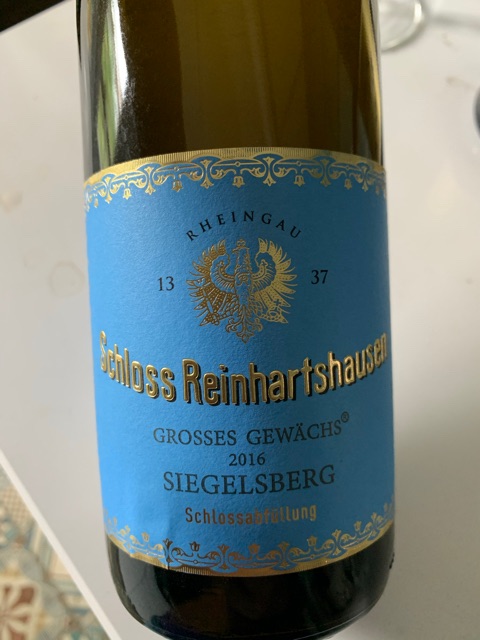 RHEINGAU
13 37
Schloss Reinhartshausen
GROSSES GEWÄCHS®
2016
SIEGELSBERG
Schlossabfüllung